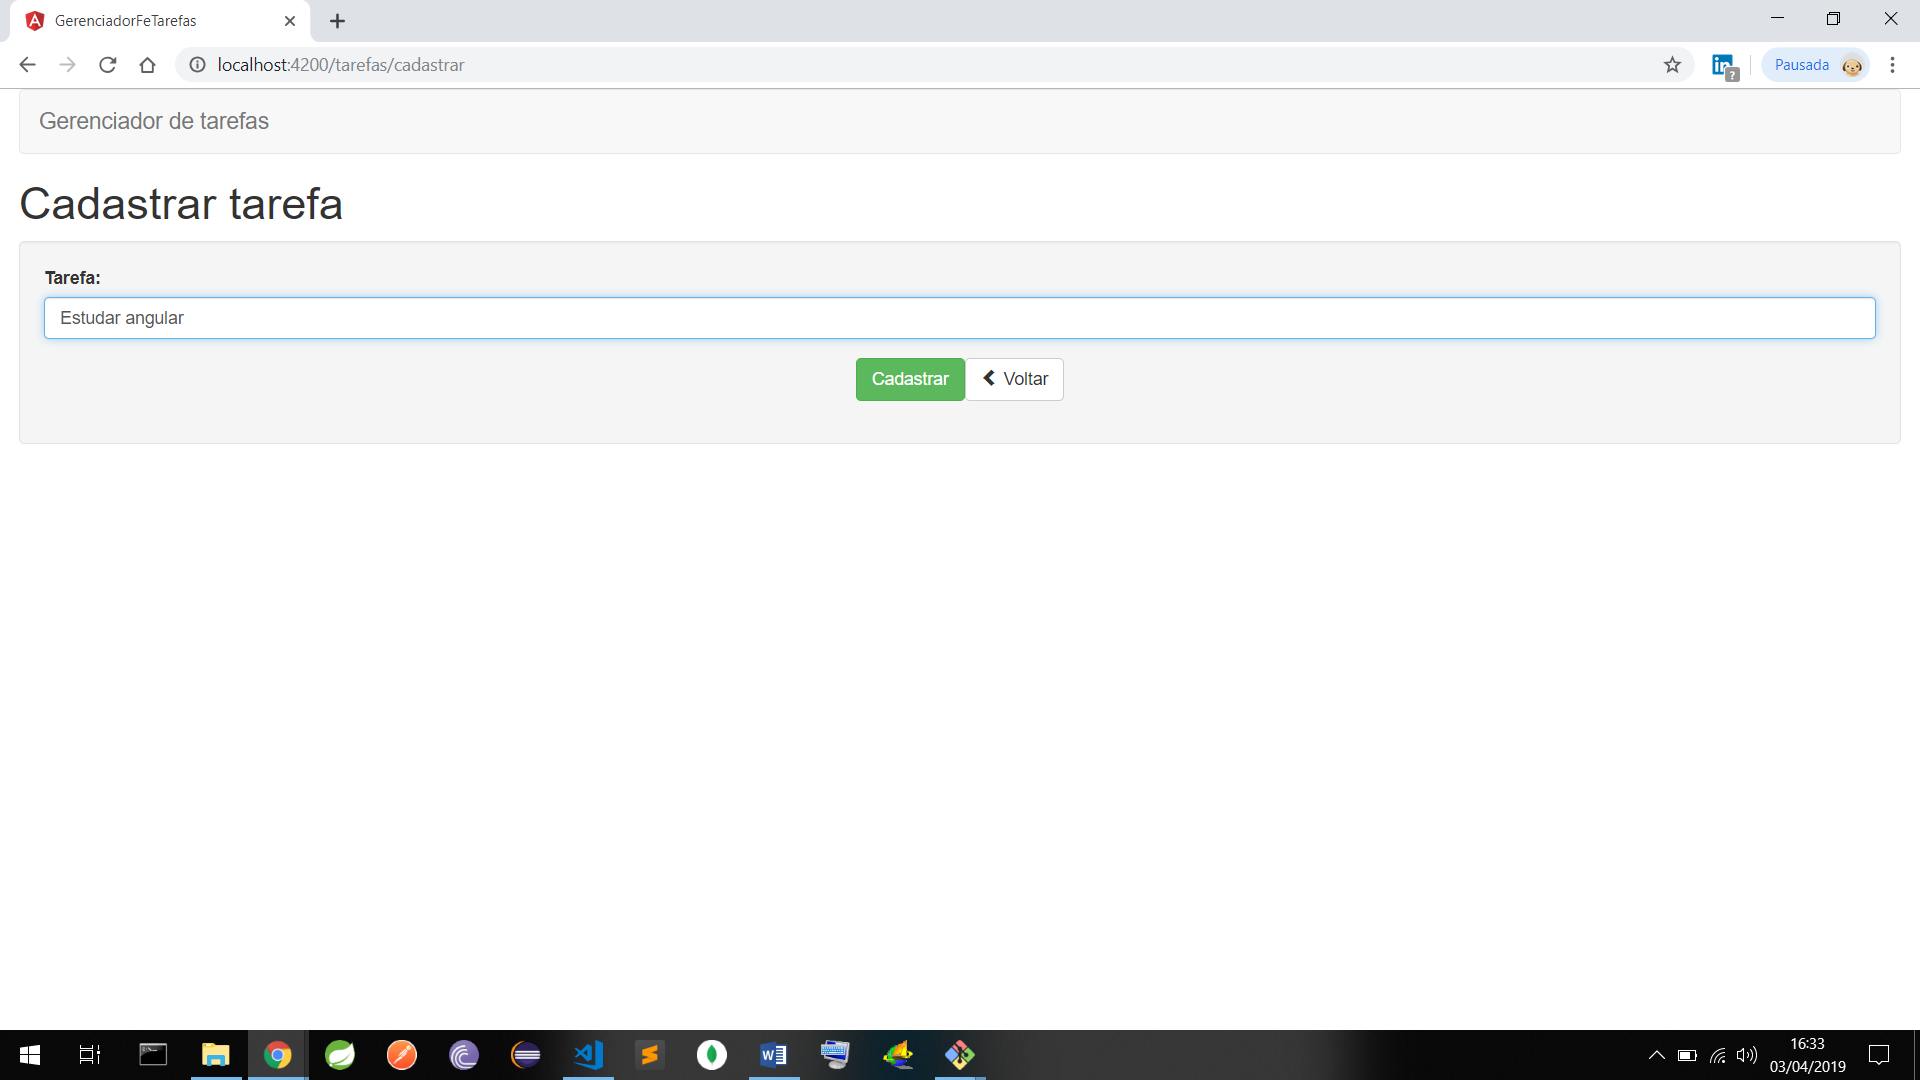 GerenciadorFeTarefas
localhost:4200/tarefas/cadastrar
Pausada
Gerenciador de tarefas
Cadastrar tarefa
Tarefa:
Estudar angular
Cadastrar
Voltar
16:33
03/04/2019